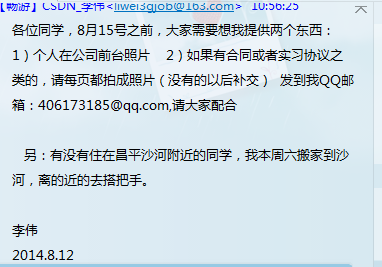 【畅游】CSDN_李伟<liwei3gjob@163.com> 10:56:25
各位同学，8月15号之前，大家需要想我提供两个东西：
1）个人在公司前台照片  2）如果有合同或者实习协议之
类的，请每页都拍成照片（没有的以后补交） 发到我QQ邮
箱：406173185@qq.com,请大家配合
另：有没有住在昌平沙河附近的同学，我本周六搬家到沙
河，离的近的去搭把手。
李伟
2014.8.12